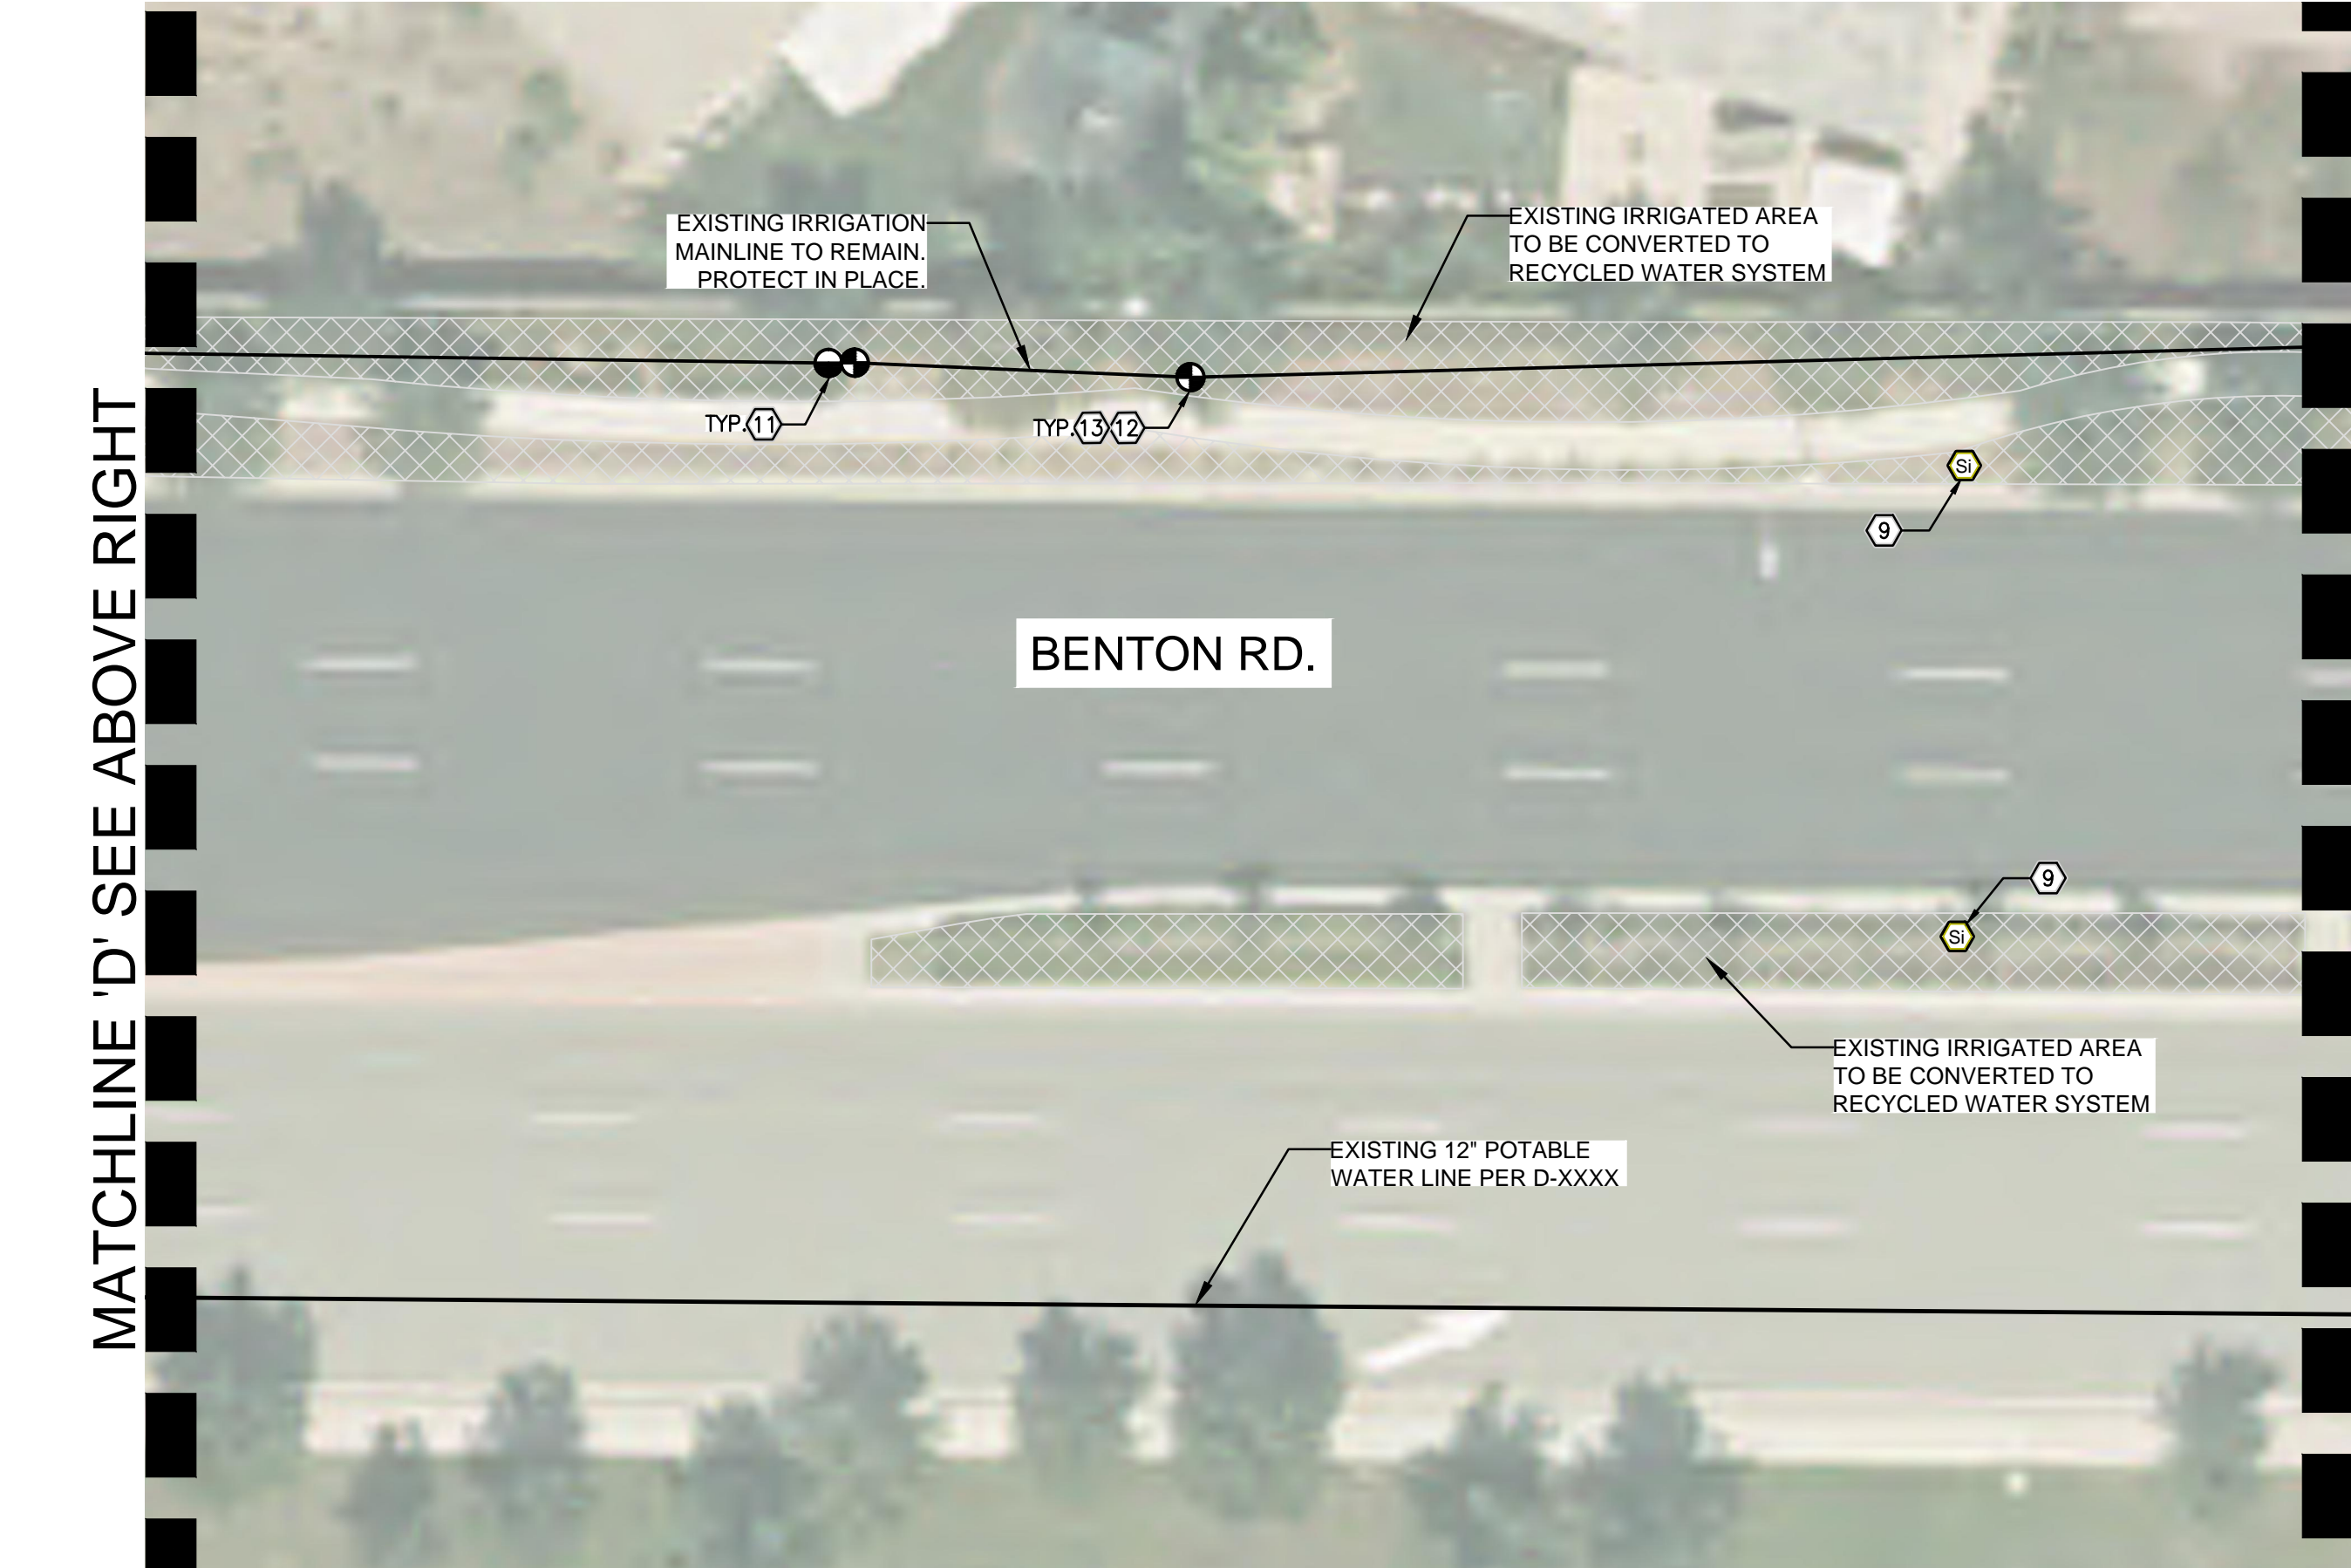 EXISTING IRRIGATION
MAINLINE TO REMAIN.
PROTECT IN PLACE.
EXISTING IRRIGATED AREA
TO BE CONVERTED TO
RECYCLED WATER SYSTEM
TYP. 11
TYP. 13 12
Si
9
BENTON RD.
MATCHLINE 'D' SEE ABOVE RIGHT
9
Si
EXISTING IRRIGATED AREA
TO BE CONVERTED TO
RECYCLED WATER SYSTEM
EXISTING 12" POTABLE
WATER LINE PER D-XXXX